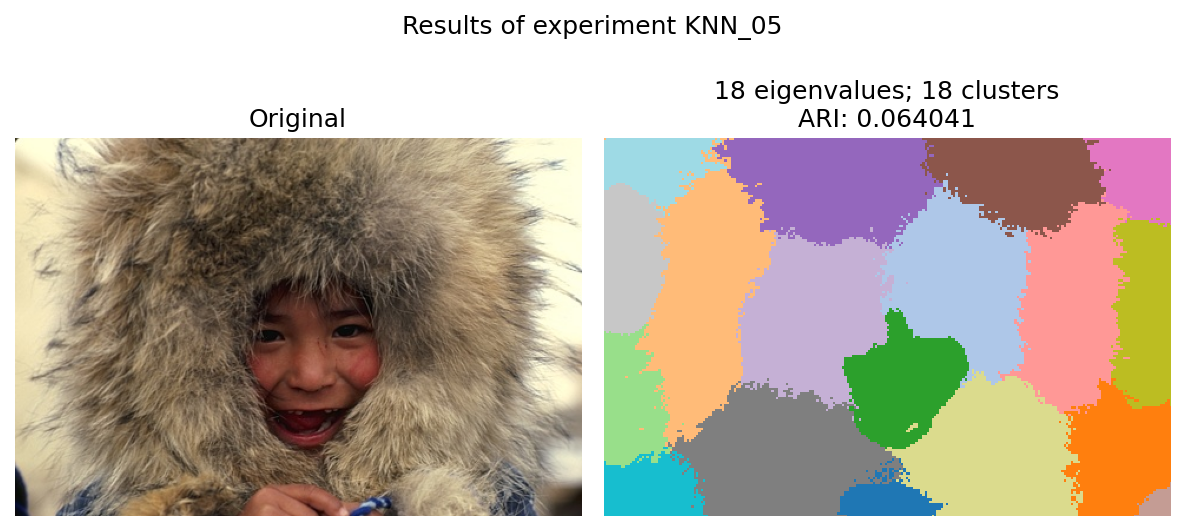 Results of experiment KNN_05
Original
18 eigenvalues; 18 clusters
ARI: 0.064041